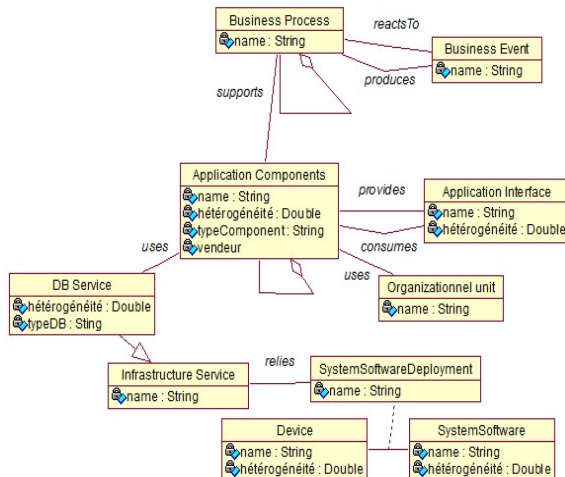 Business Process
name : String
reactsTo
Business Event
name : String
produces
supports
Application Components
name : String
hétérogénéité : Double
typeComponent : String
vendeur
provides
Application Interface
name : String
hétérogénéité : Double
consumes
uses
uses
DB Service
hétérogénéité : Double
typeDB : Sting
Organizationnel unit
name : String
Infrastructure Service
name : String
relies
SystemSoftwareDeployment
name : String
Device
name : String
hétérogénéité : Double
SystemSoftware
name : String
hétérogénéité : Double